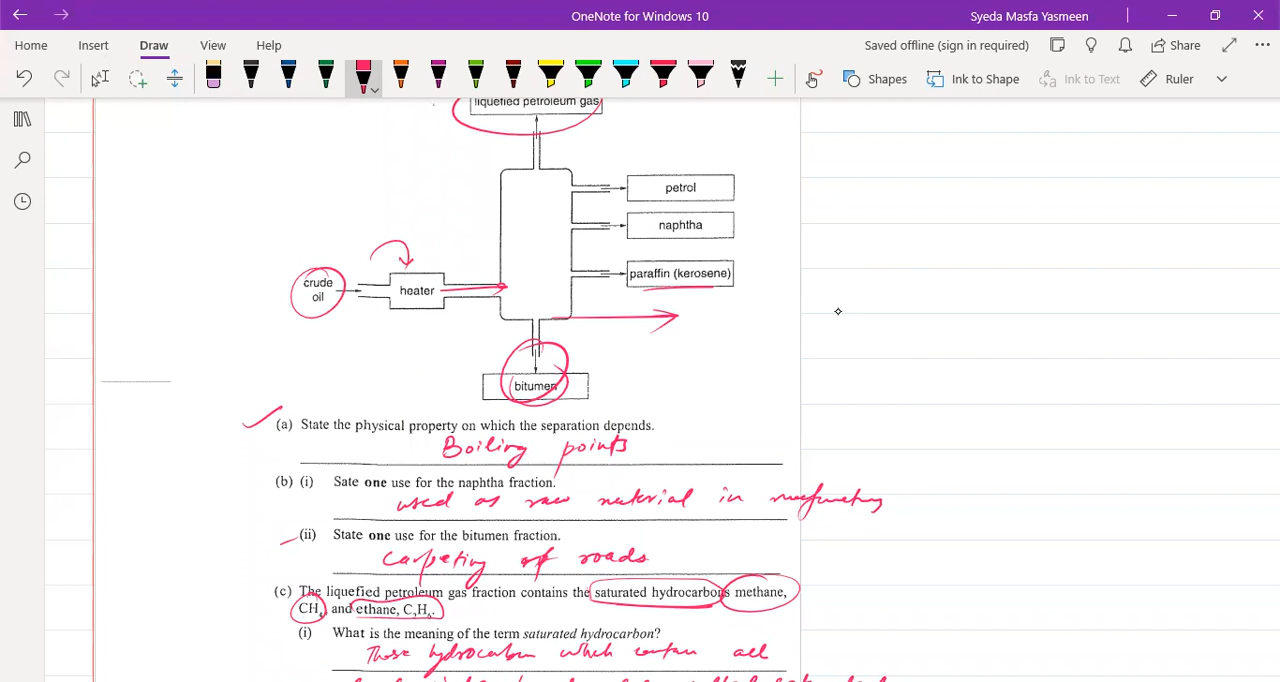 OneNote for Windows 10
Syeda Masfa Yasmeen
Home Insert Draw View Help
Saved offline (sign in required) Share
Shapes Ink to Shape Ink to Text Ruler
liquefied petroleum gas
petrol
naphtha
paraffin (kerosene)
crude
oil
heater
bitumen
(a) State the physical property on which the separation depends.
Boiling points
(b) (i) Sate one use for the naphtha fraction.
used as raw material in
(ii) State one use for the bitumen fraction.
Carpeting of roads
(c) The liquefied petroleum gas fraction contains the saturated hydrocarbons methane,
CH4 and ethane, C2H6.
(i) What is the meaning of the term saturated hydrocarbon?
Those hydrocarbon which contain all